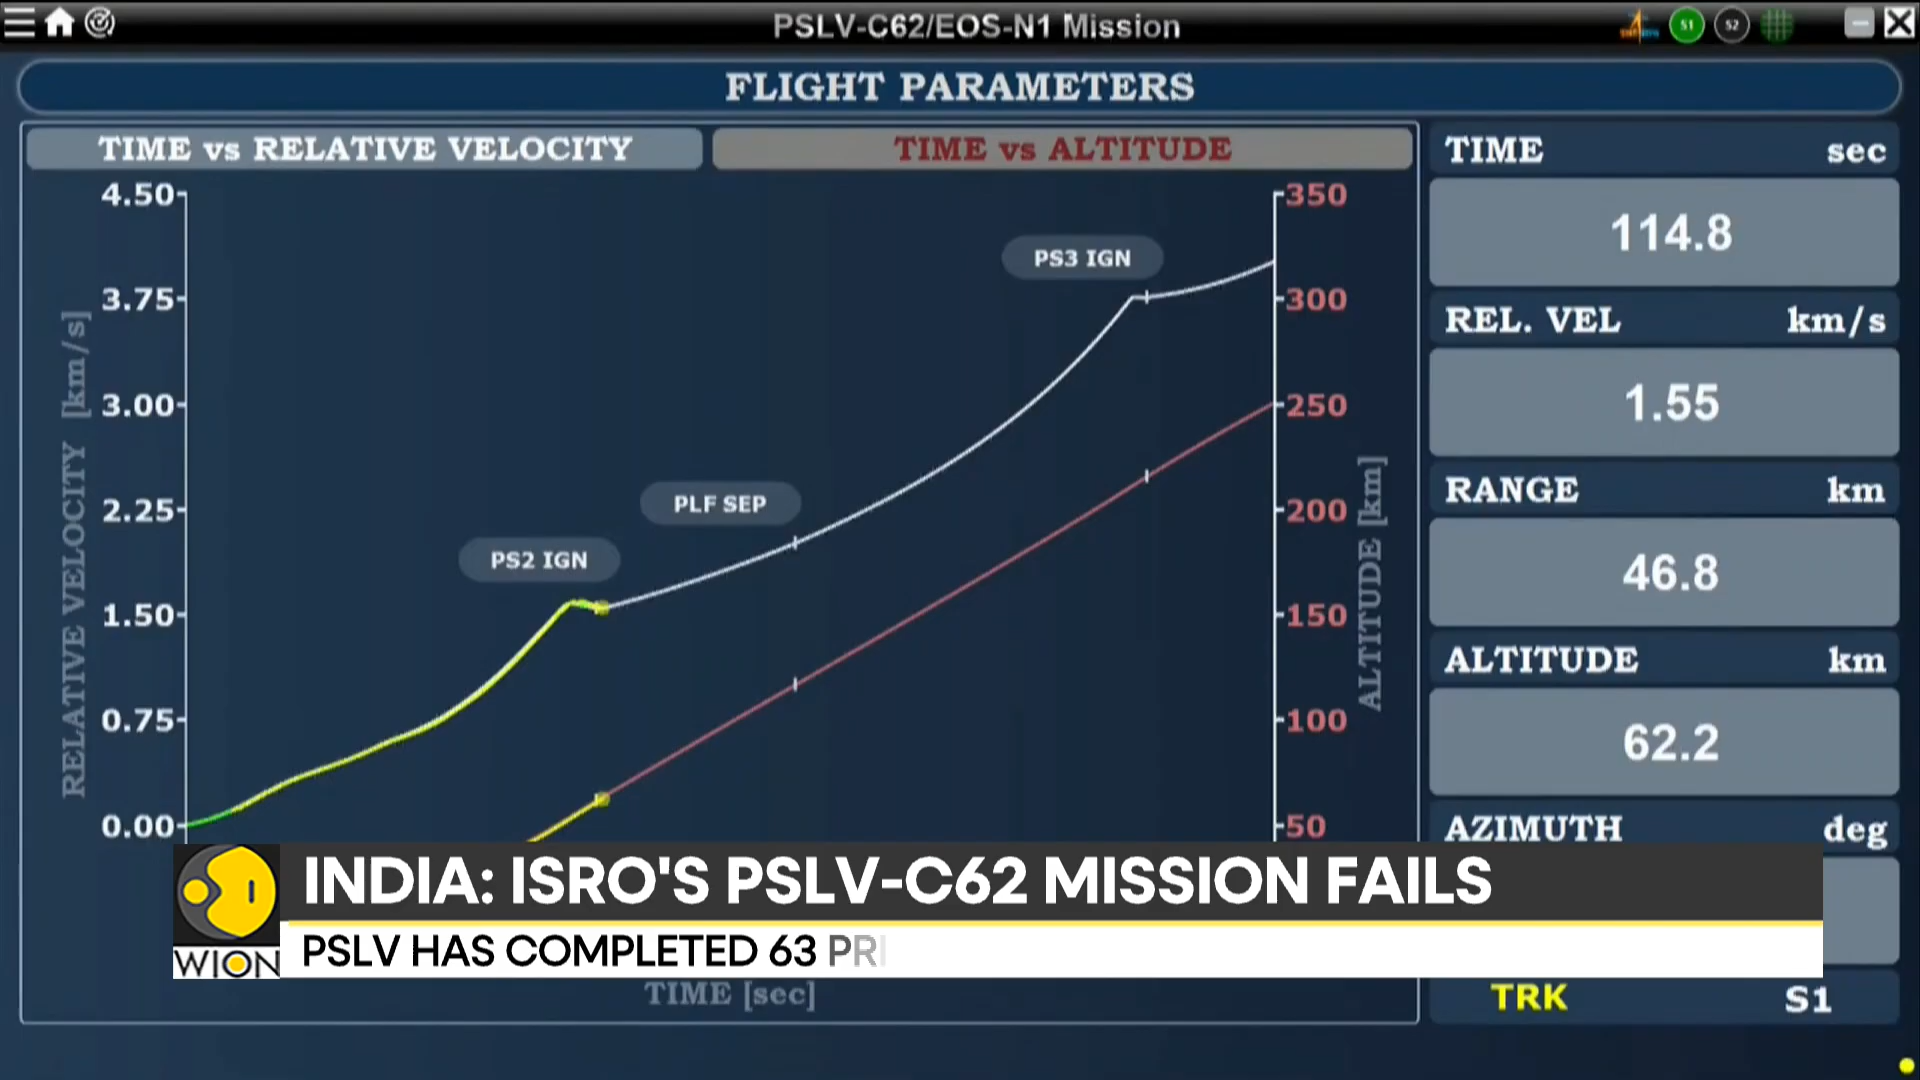 PSLV-C62/EOS-N1 Mission
S1
S2
FLIGHT PARAMETERS
TIME vs RELATIVE VELOCITY
TIME vs ALTITUDE
4.50
3.75
3.00
2.25
1.50
0.75
0.00
RELATIVE VELOCITY [km/s]
PS2 IGN
PLF SEP
PS3 IGN
350
300
250
200
150
100
50
ALTITUDE [km]
TIME [sec]
TIME sec
114.8
REL. VEL km/s
1.55
RANGE km
46.8
ALTITUDE km
62.2
AZIMUTH deg
TRK S1
INDIA: ISRO'S PSLV-C62 MISSION FAILS
PSLV HAS COMPLETED 63 PRI
WION